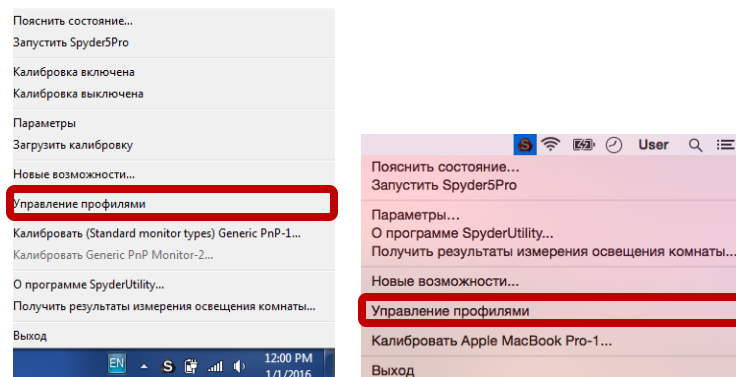 Пояснить состояние...
Запустить Spyder5Pro
Калибровка включена
Калибровка выключена
Параметры
Загрузить калибровку
Новые возможности...
Управление профилями
Калибровать (Standard monitor types) Generic PnP-1...
Калибровать Generic PnP Monitor-2...
О программе SpyderUtility...
Получить результаты измерения освещения комнаты...
Выход
EN S 12:00 PM
1/1/2016
S User
Пояснить состояние...
Запустить Spyder5Pro
Параметры...
О программе SpyderUtility...
Получить результаты измерения освещения комнаты...
Новые возможности...
Управление профилями
Калибровать Apple MacBook Pro-1...
Выход